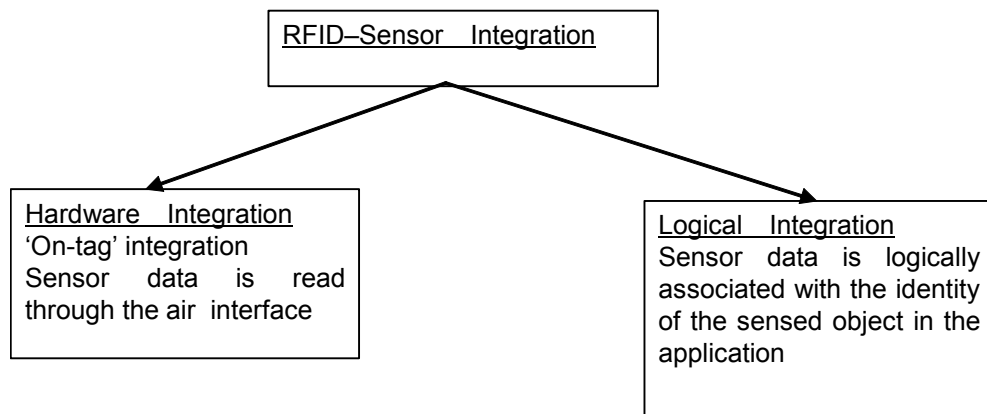 RFID–Sensor Integration
Hardware Integration
‘On-tag’ integration
Sensor data is read
through the air interface
Logical Integration
Sensor data is logically
associated with the identity
of the sensed object in the
application